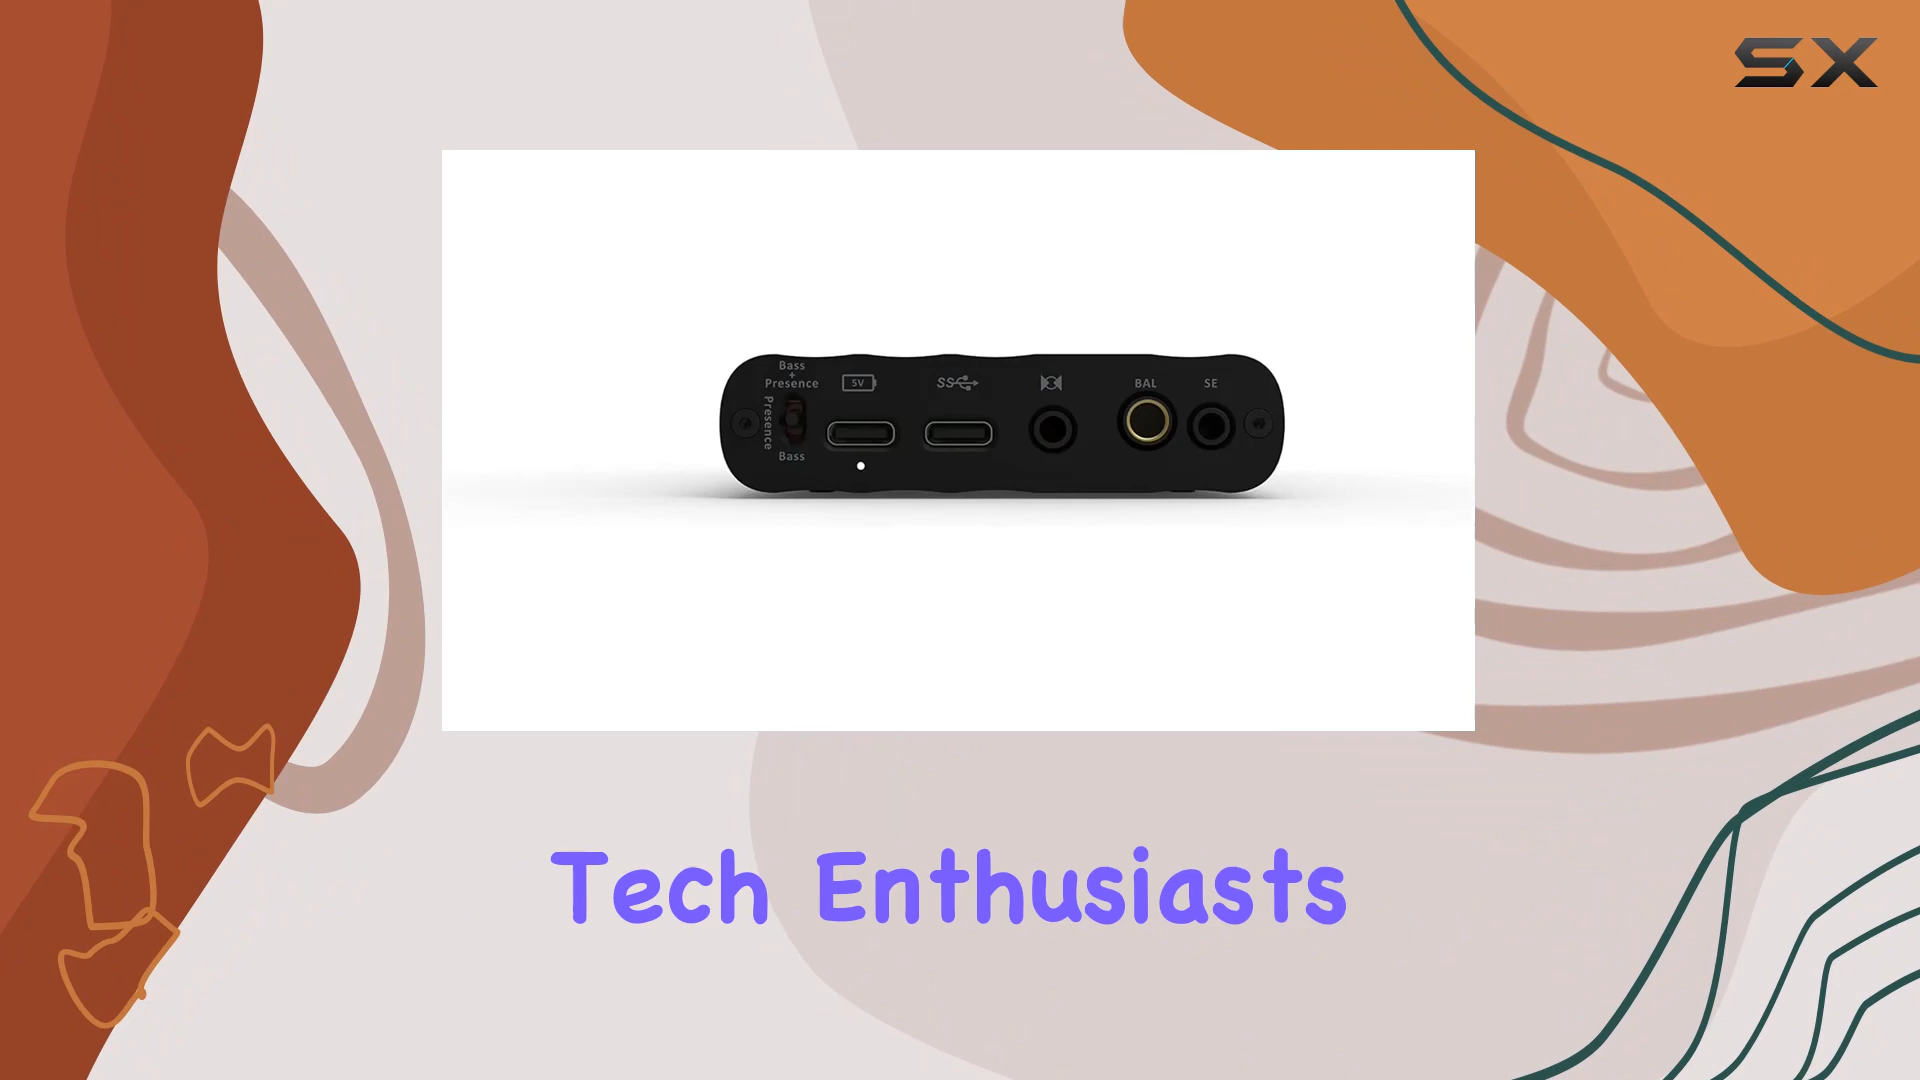 SX
Bass
+
Presence
5V
SS
BAL
SE
Presence
Bass
Tech Enthusiasts